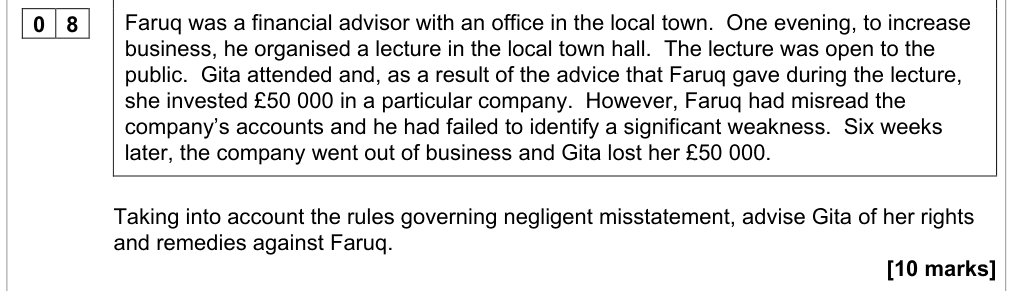 0 8
Faruq was a financial advisor with an office in the local town. One evening, to increase
business, he organised a lecture in the local town hall. The lecture was open to the
public. Gita attended and, as a result of the advice that Faruq gave during the lecture,
she invested £50 000 in a particular company. However, Faruq had misread the
company's accounts and he had failed to identify a significant weakness. Six weeks
later, the company went out of business and Gita lost her £50 000.
Taking into account the rules governing negligent misstatement, advise Gita of her rights
and remedies against Faruq.
[10 marks]